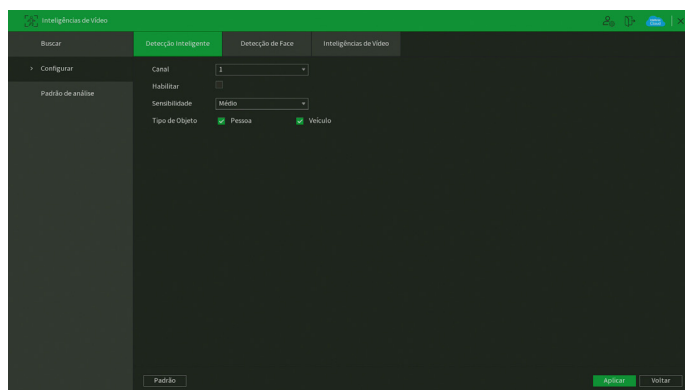 Inteligências de Vídeo
Buscar
Configurar
Padrão de análise
Detecção Inteligente
Detecção de Face
Inteligências de Vídeo
Canal
1
Habilitar
Sensibilidade
Médio
Tipo de Objeto
Pessoa
Veículo
Padrão
Aplicar
Voltar